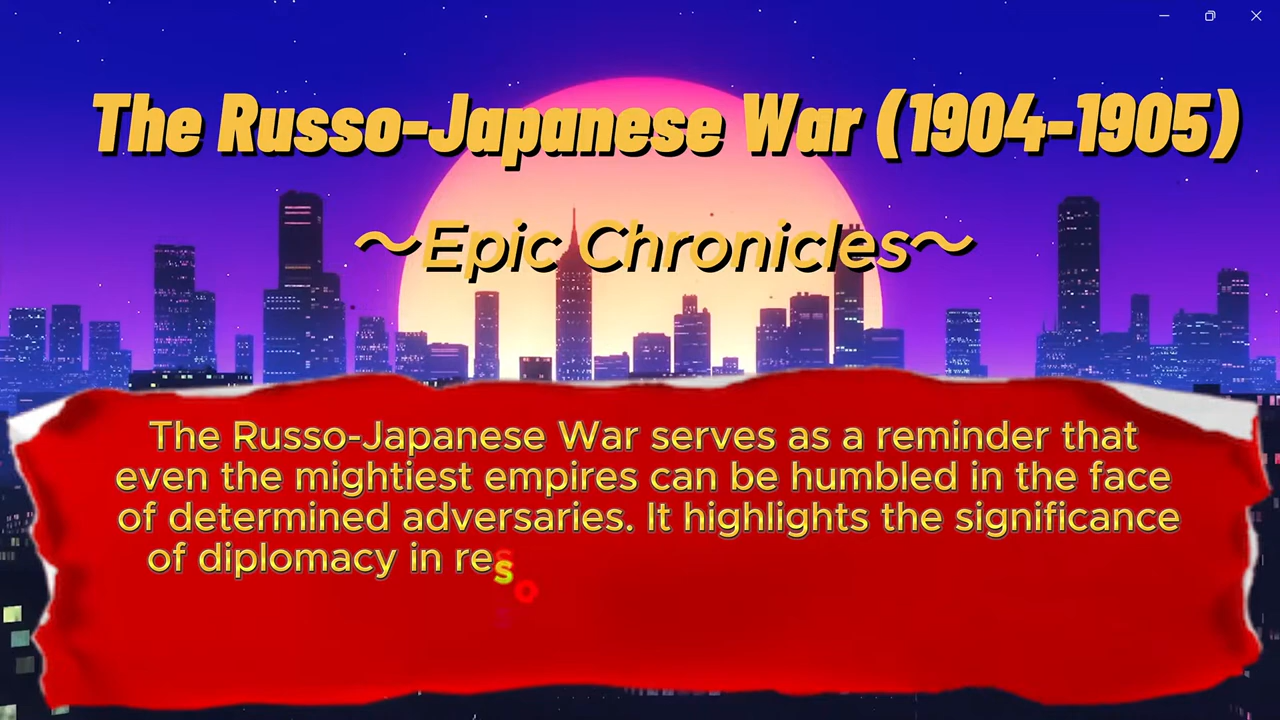 The Russo-Japanese War (1904-1905)
~Epic Chronicles~
The Russo-Japanese War serves as a reminder that
even the mightiest empires can be humbled in the face
of determined adversaries. It highlights the significance
of diplomacy in reso